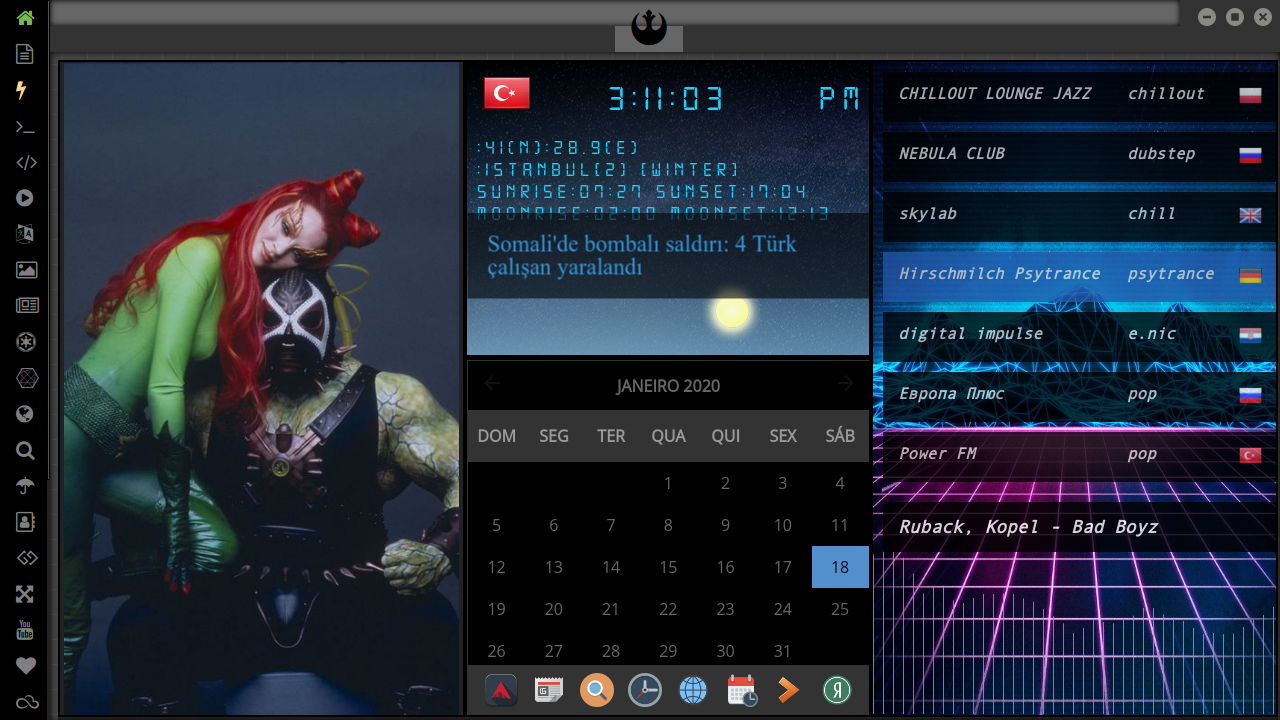 3:11:03 PM
:41(N):28.9(E)
:ISTANBUL(2) (WINTER)
SUNRISE:07:27 SUNSET:17:04
MOONRISE:02:00 MOONSET:12:13
Somali'de bombalı saldırı: 4 Türk
çalışan yaralandı
JANEIRO 2020
DOM SEG TER QUA QUI SEX SÁB
1 2 3 4
5 6 7 8 9 10 11
12 13 14 15 16 17 18
19 20 21 22 23 24 25
26 27 28 29 30 31
CHILLOUT LOUNGE JAZZ chillout
NEBULA CLUB dubstep
skylab chill
Hirschmilch Psytrance psytrance
digital impulse e.nic
Европа Плюс pop
Power FM pop
Ruback, Kopel - Bad Boyz
You
Tube
Я